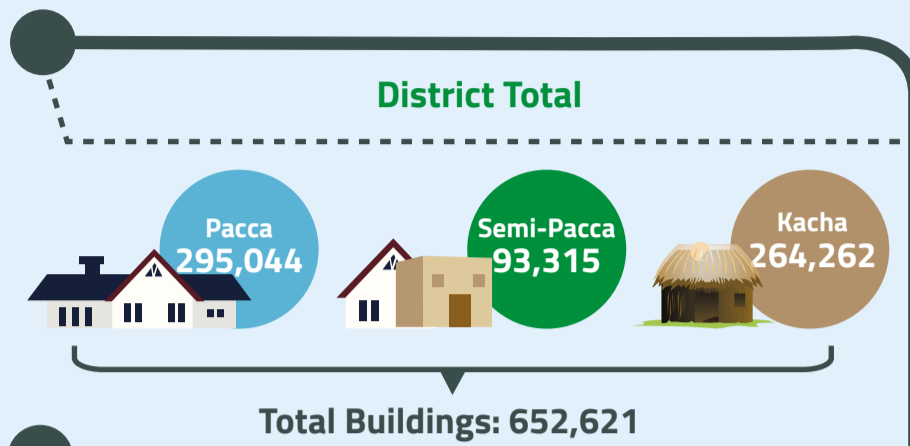 District Total
Pacca
295,044
Semi-Pacca
93,315
Kacha
264,262
Total Buildings: 652,621